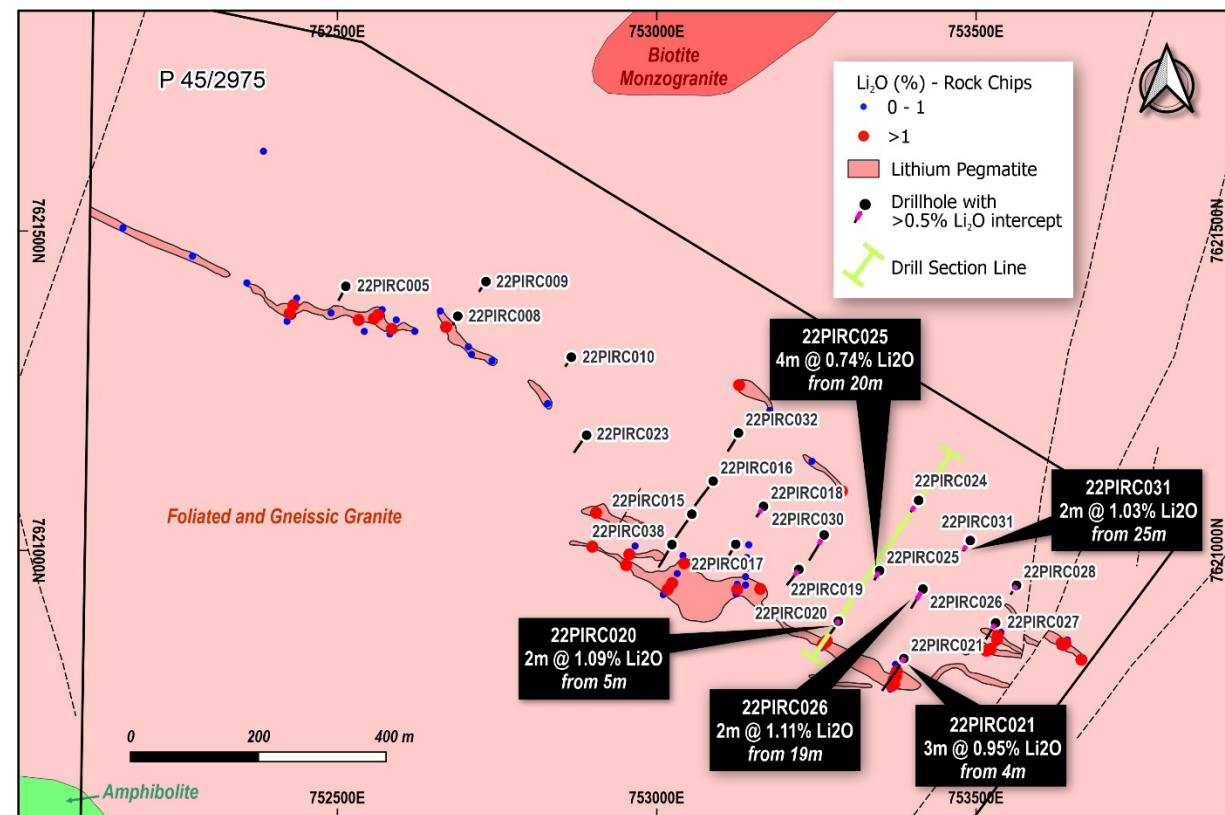 752500E
753000E
753500E
P 45/2975
Biotite
Monzogranite
Li₂O (%) - Rock Chips
0 - 1
>1
Lithium Pegmatite
Drillhole with
>0.5% Li₂O intercept
Drill Section Line
7621500N
7621500N
22PIRC005
22PIRC009
22PIRC008
22PIRC010
22PIRC025
4m @ 0.74% Li2O
from 20m
22PIRC023
22PIRC032
22PIRC016
22PIRC024
22PIRC015
22PIRC018
22PIRC031
2m @ 1.03% Li2O
from 25m
Foliated and Gneissic Granite
22PIRC038
22PIRC030
22PIRC031
7621000N
7621000N
22PIRC017
22PIRC025
22PIRC028
22PIRC019
22PIRC026
22PIRC020
22PIRC027
22PIRC020
2m @ 1.09% Li2O
from 5m
22PIRC021
22PIRC026
2m @ 1.11% Li2O
from 19m
22PIRC021
3m @ 0.95% Li2O
from 4m
0
200
400 m
Amphibolite
752500E
753000E
753500E